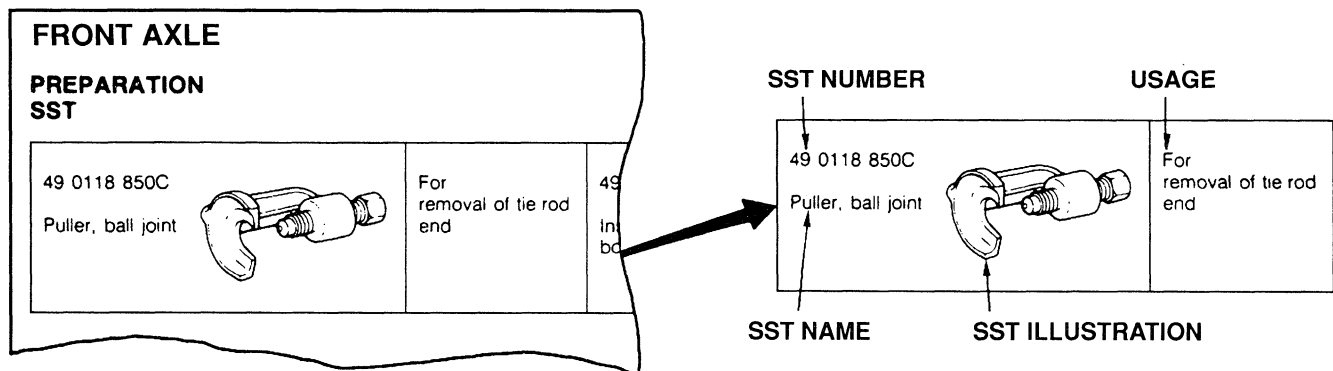 FRONT AXLE
PREPARATION
SST
49 0118 850C
Puller, ball joint
For
removal of tie rod
end
49
SST NUMBER
USAGE
49 0118 850C
Puller, ball joint
For
removal of tie rod
end
SST NAME
SST ILLUSTRATION